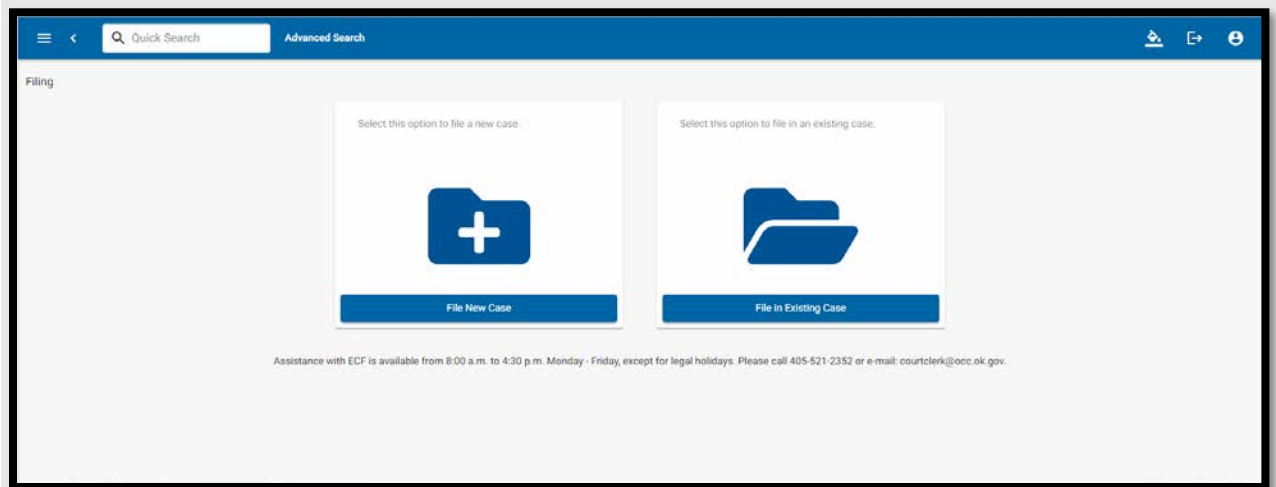 Quick Search
Advanced Search
Filing
Select this option to file a new case.
Select this option to file in an existing case.
File New Case
File in Existing Case
Assistance with ECF is available from 8:00 a.m. to 4:30 p.m. Monday - Friday, except for legal holidays. Please call 405-521-2352 or e-mail: courtclerk@occ.ok.gov.